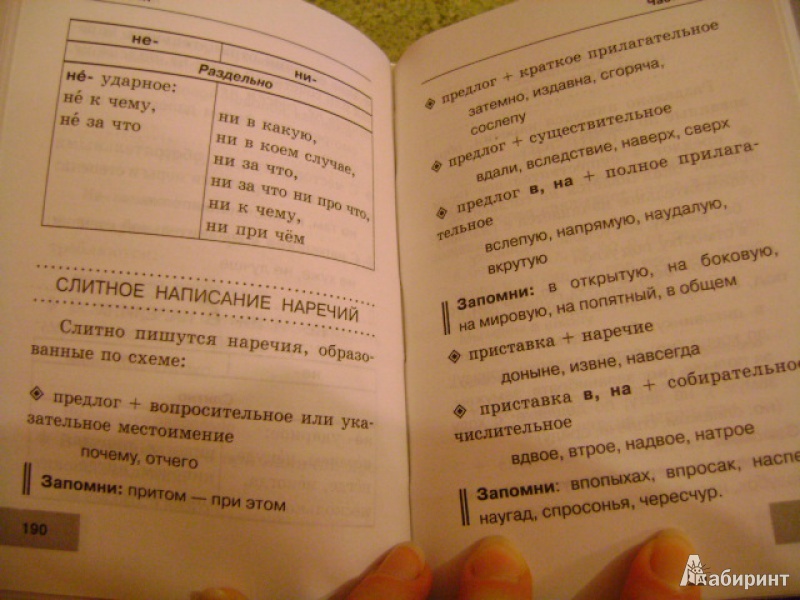 не-
ни-
Раздельно
не́- ударное:
не́ к чему,
не́ за что
ни в какую,
ни в коем случае,
ни за что,
ни за что ни про что,
ни к чему,
ни при чём
СЛИТНОЕ НАПИСАНИЕ НАРЕЧИЙ
Слитно пишутся наречия, образо-
ванные по схеме:
предлог + вопросительное или ука-
зательное местоимение
почему, отчего
Запомни: притом — при этом
190
предлог + краткое прилагательное
затемно, издавна, сгоряча,
сослепу
предлог + существительное
вдали, вследствие, наверх, сверх
предлог в, на + полное прилага-
тельное
вслепую, напрямую, наудалую,
вкрутую
Запомни: в открытую, на боковую,
на мировую, на попятный, в общем
приставка + наречие
доныне, извне, навсегда
приставка в, на + собирательное
числительное
вдвое, втрое, надвое, натрое
Запомни: впопыхах, впросак, наспе
наугад, спросонья, чересчур.
Лабиринт